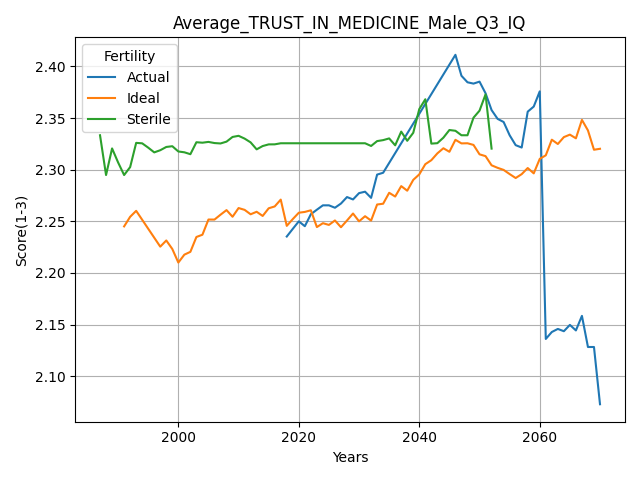 Average_TRUST_IN_MEDICINE_Male_Q3_IQ
Fertility
Actual
Ideal
Sterile
Score(1-3)
2.40
2.35
2.30
2.25
2.20
2.15
2.10
2000
2020
2040
2060
Years